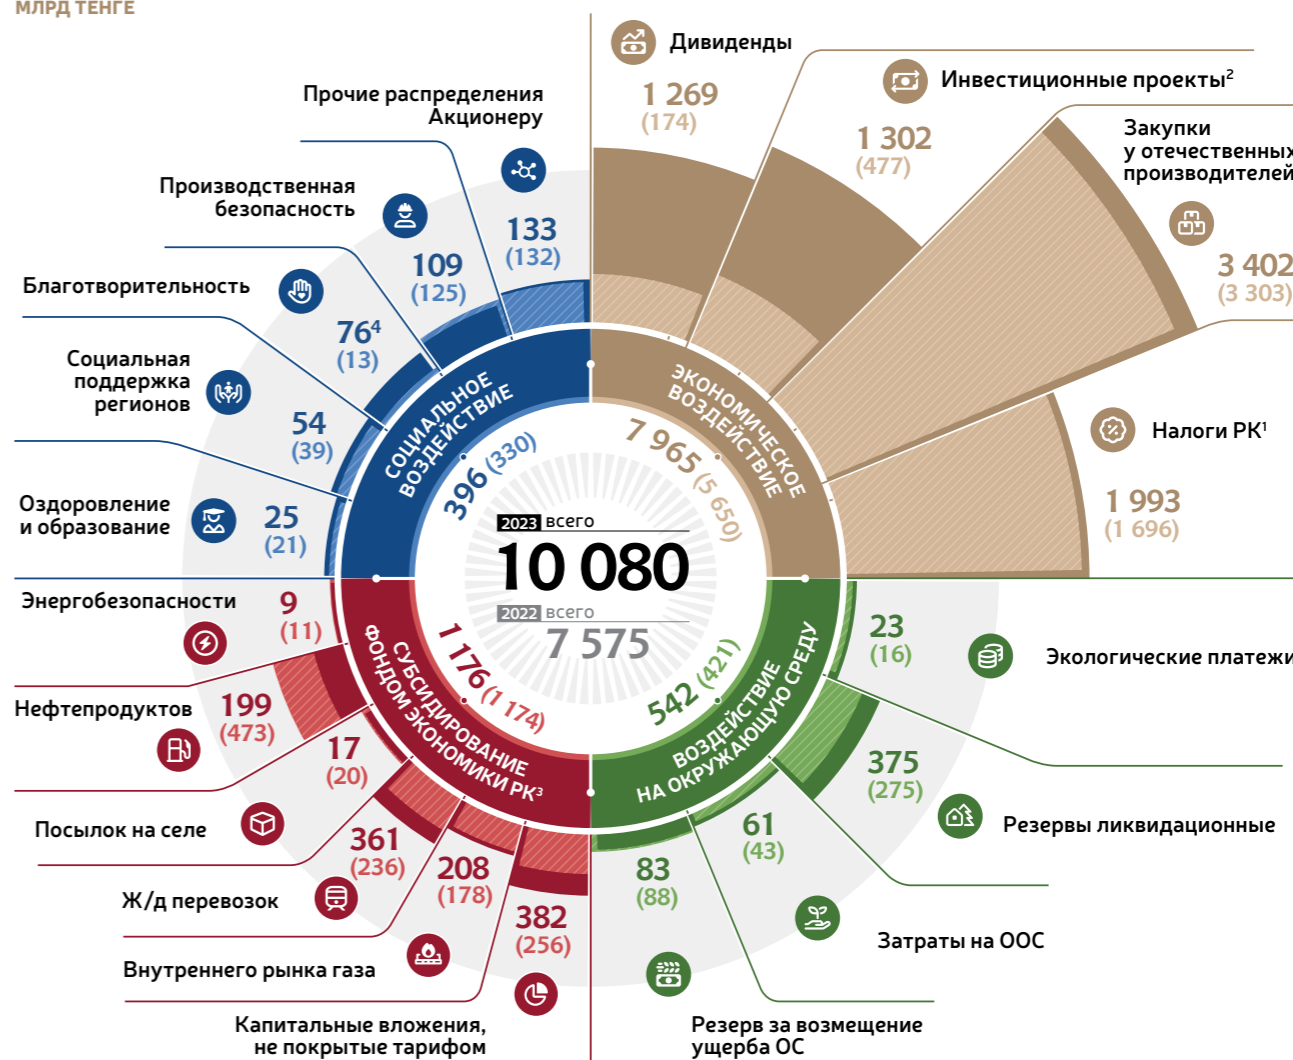 МЛРД ТЕНГЕ
Дивиденды
1 269
(174)
Инвестиционные проекты²
1 302
(477)
Закупки
у отечественных
производителей
3 402
(3 303)
Налоги РК¹
1 993
(1 696)
Прочие распределения
Акционеру
133
(132)
Производственная
безопасность
109
(125)
Благотворительность
76⁴
(13)
Социальная
поддержка
регионов
54
(39)
Оздоровление
и образование
25
(21)
СОЦИАЛЬНОЕ
ВОЗДЕЙСТВИЕ
396 (330)
ЭКОНОМИЧЕСКОЕ
ВОЗДЕЙСТВИЕ
7 965 (5 650)
2023 всего
10 080
2022 всего
7 575
СУБСИДИРОВАНИЕ
ФОНДОМ ЭКОНОМИКИ РК³
1 176 (1 174)
ВОЗДЕЙСТВИЕ
НА ОКРУЖАЮЩУЮ СРЕДУ
542 (421)
Энергобезопасности
9
(11)
Нефтепродуктов
199
(473)
17
(20)
Посылок на селе
361
(236)
Ж/д перевозок
208
(178)
Внутреннего рынка газа
382
(256)
Капитальные вложения,
не покрытые тарифом
23
(16)
Экологические платежи
375
(275)
Резервы ликвидационные
61
(43)
Затраты на ООС
83
(88)
Резерв за возмещение
ущерба ОС